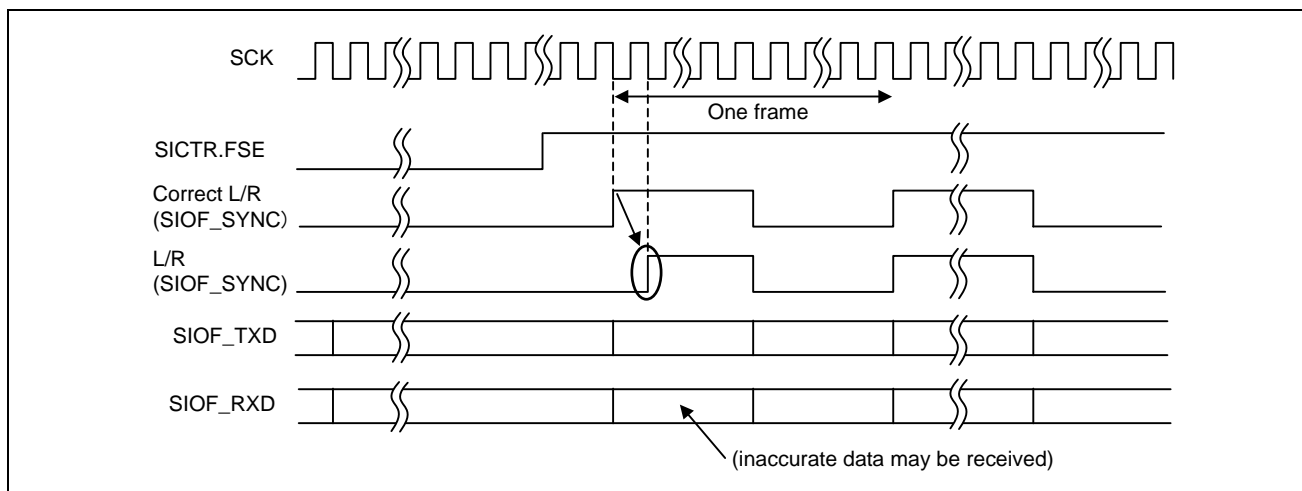 SCK
One frame
SICTR.FSE
Correct L/R
(SIOF_SYNC)
L/R
(SIOF_SYNC)
SIOF_TXD
SIOF_RXD
(inaccurate data may be received)